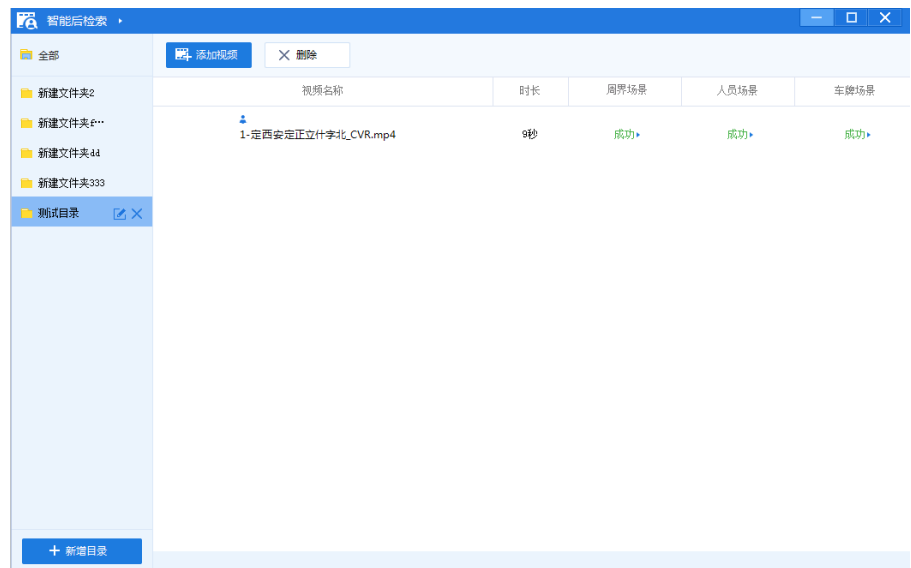 智能后检索
全部
添加视频 删除
新建文件夹2
新建文件夹f…
新建文件夹dd
新建文件夹333
测试目录
视频名称 时长 周界场景 人员场景 车牌场景
1-定西安定正立什字北_CVR.mp4 9秒 成功 成功 成功
新增目录